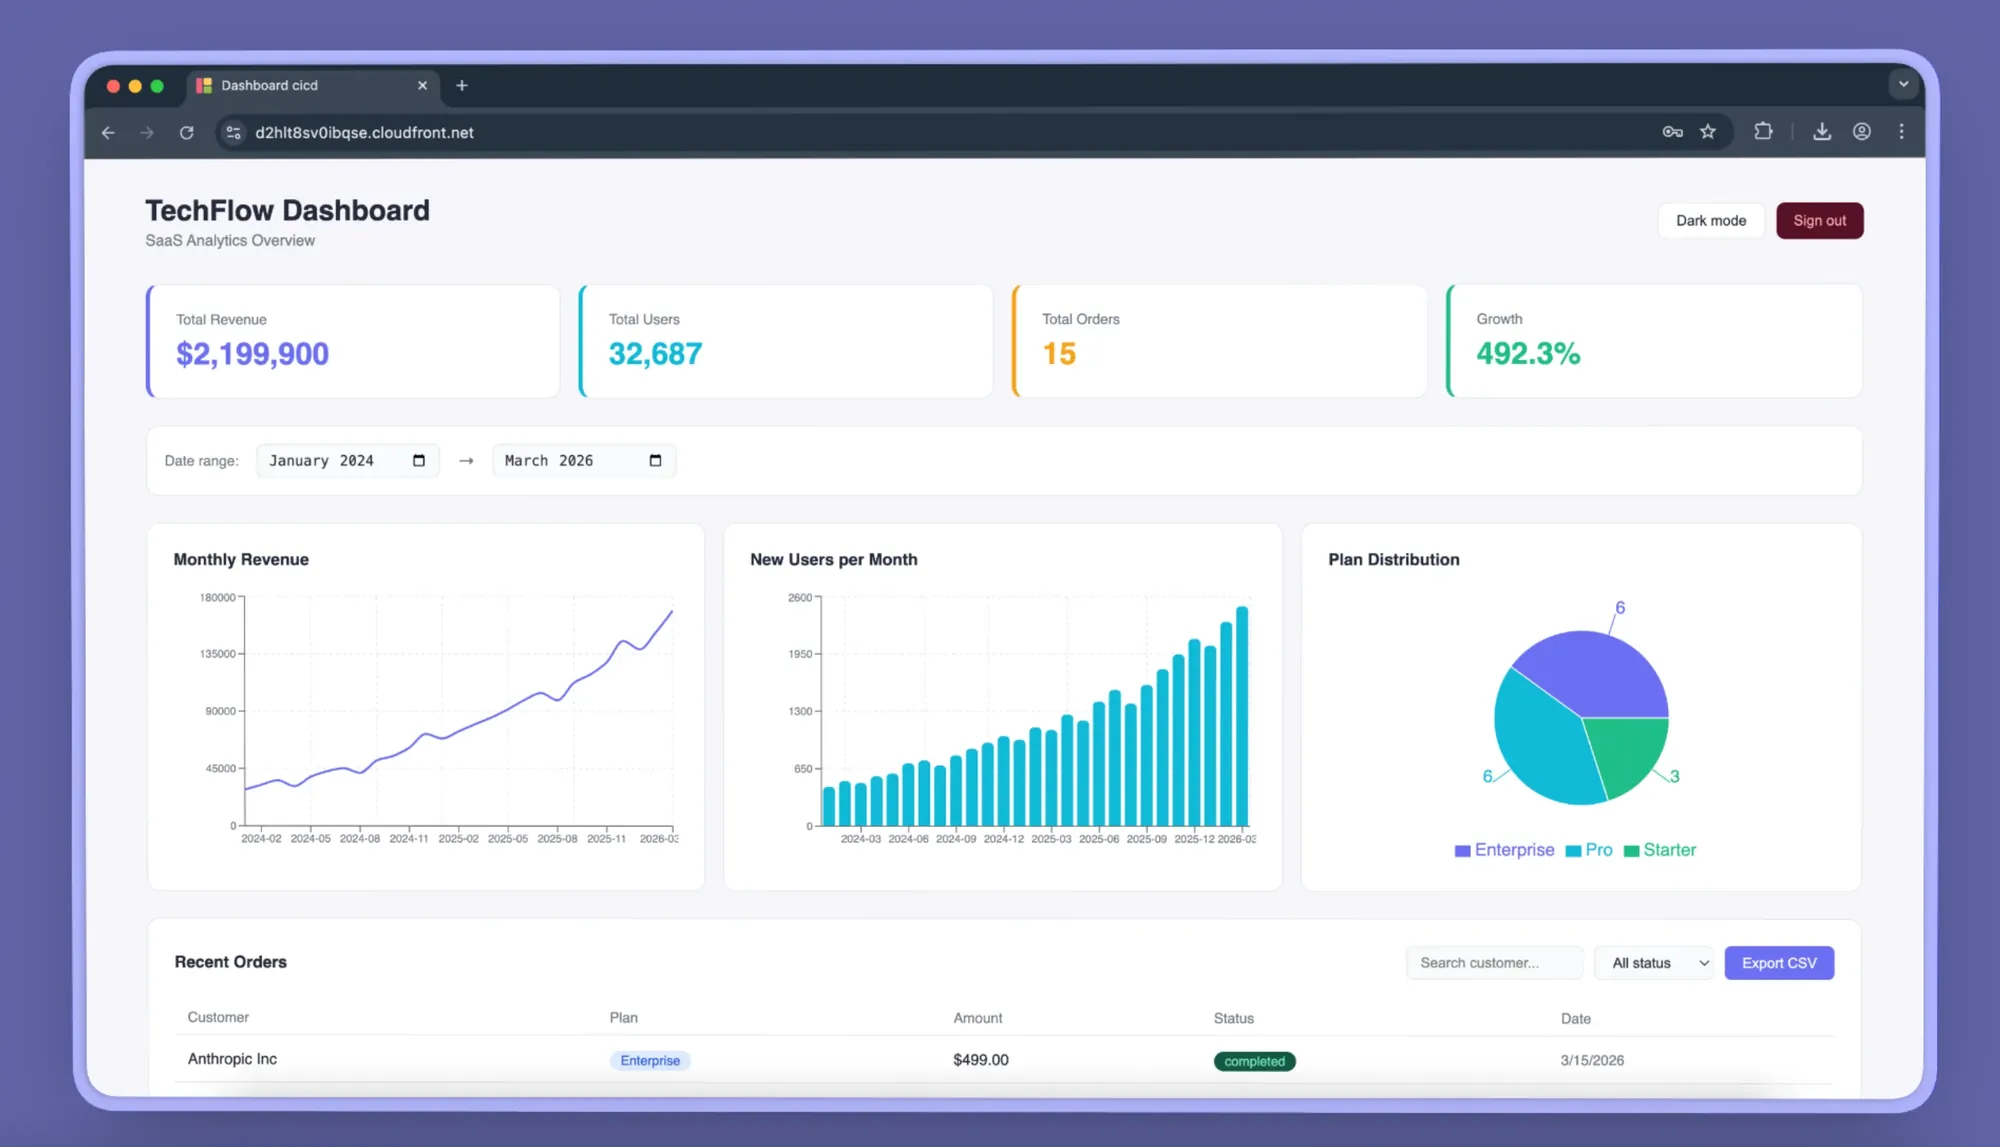 Dashboard cicd
d2hlt8sv0ibqse.cloudfront.net
TechFlow Dashboard
SaaS Analytics Overview
Dark mode
Sign out
Total Revenue
$2,199,900
Total Users
32,687
Total Orders
15
Growth
492.3%
Date range: January 2024 → March 2026
Monthly Revenue
180000
135000
90000
45000
0
2024-02 2024-05 2024-08 2024-11 2025-02 2025-05 2025-08 2025-11 2026-03
New Users per Month
2600
1950
1300
650
0
2024-03 2024-06 2024-09 2024-12 2025-03 2025-06 2025-09 2025-12 2026-03
Plan Distribution
6
6
3
Enterprise Pro Starter
Recent Orders
Search customer...
All status
Export CSV
Customer Plan Amount Status Date
Anthropic Inc Enterprise $499.00 completed 3/15/2026